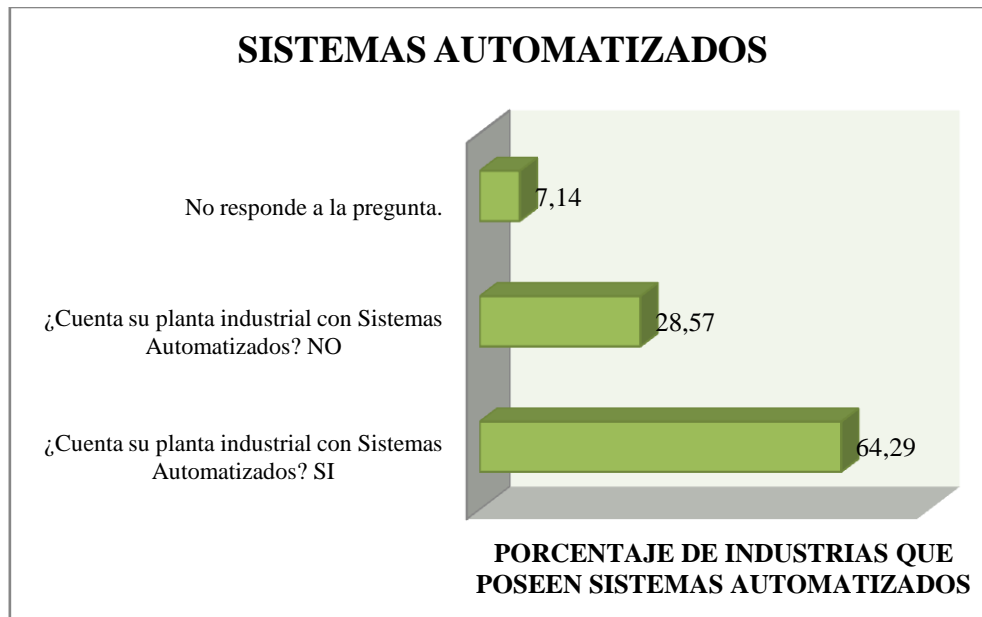 SISTEMAS AUTOMATIZADOS
No responde a la pregunta.
7,14
¿Cuenta su planta industrial con Sistemas
Automatizados? NO
28,57
¿Cuenta su planta industrial con Sistemas
Automatizados? SI
64,29
PORCENTAJE DE INDUSTRIAS QUE
POSEEN SISTEMAS AUTOMATIZADOS